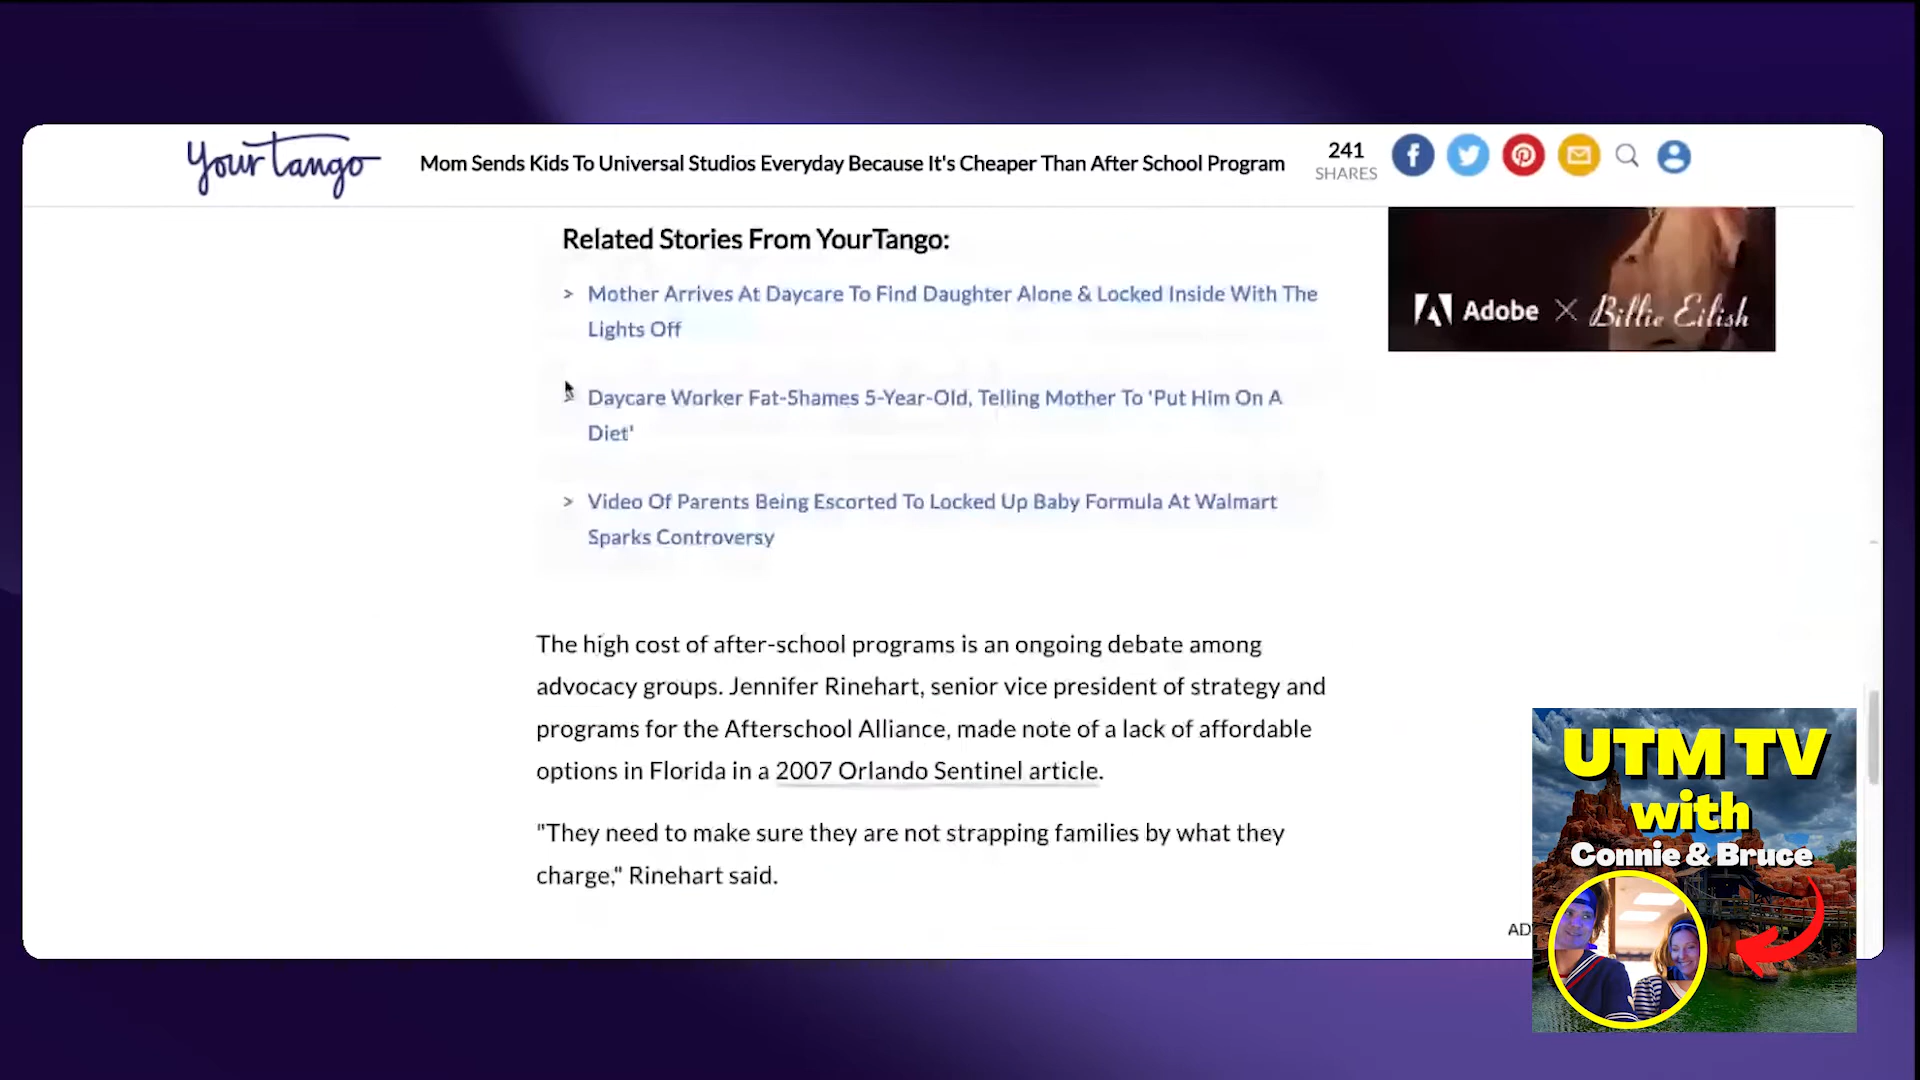 yourtango
Mom Sends Kids To Universal Studios Everyday Because It's Cheaper Than After School Program
241
SHARES
Related Stories From YourTango:
> Mother Arrives At Daycare To Find Daughter Alone & Locked Inside With The
Lights Off
> Daycare Worker Fat-Shames 5-Year-Old, Telling Mother To 'Put Him On A
Diet'
> Video Of Parents Being Escorted To Locked Up Baby Formula At Walmart
Sparks Controversy
Adobe X Billie Eilish
The high cost of after-school programs is an ongoing debate among
advocacy groups. Jennifer Rinehart, senior vice president of strategy and
programs for the Afterschool Alliance, made note of a lack of affordable
options in Florida in a 2007 Orlando Sentinel article.
"They need to make sure they are not strapping families by what they
charge," Rinehart said.
AD
UTM TV
with
Connie & Bruce